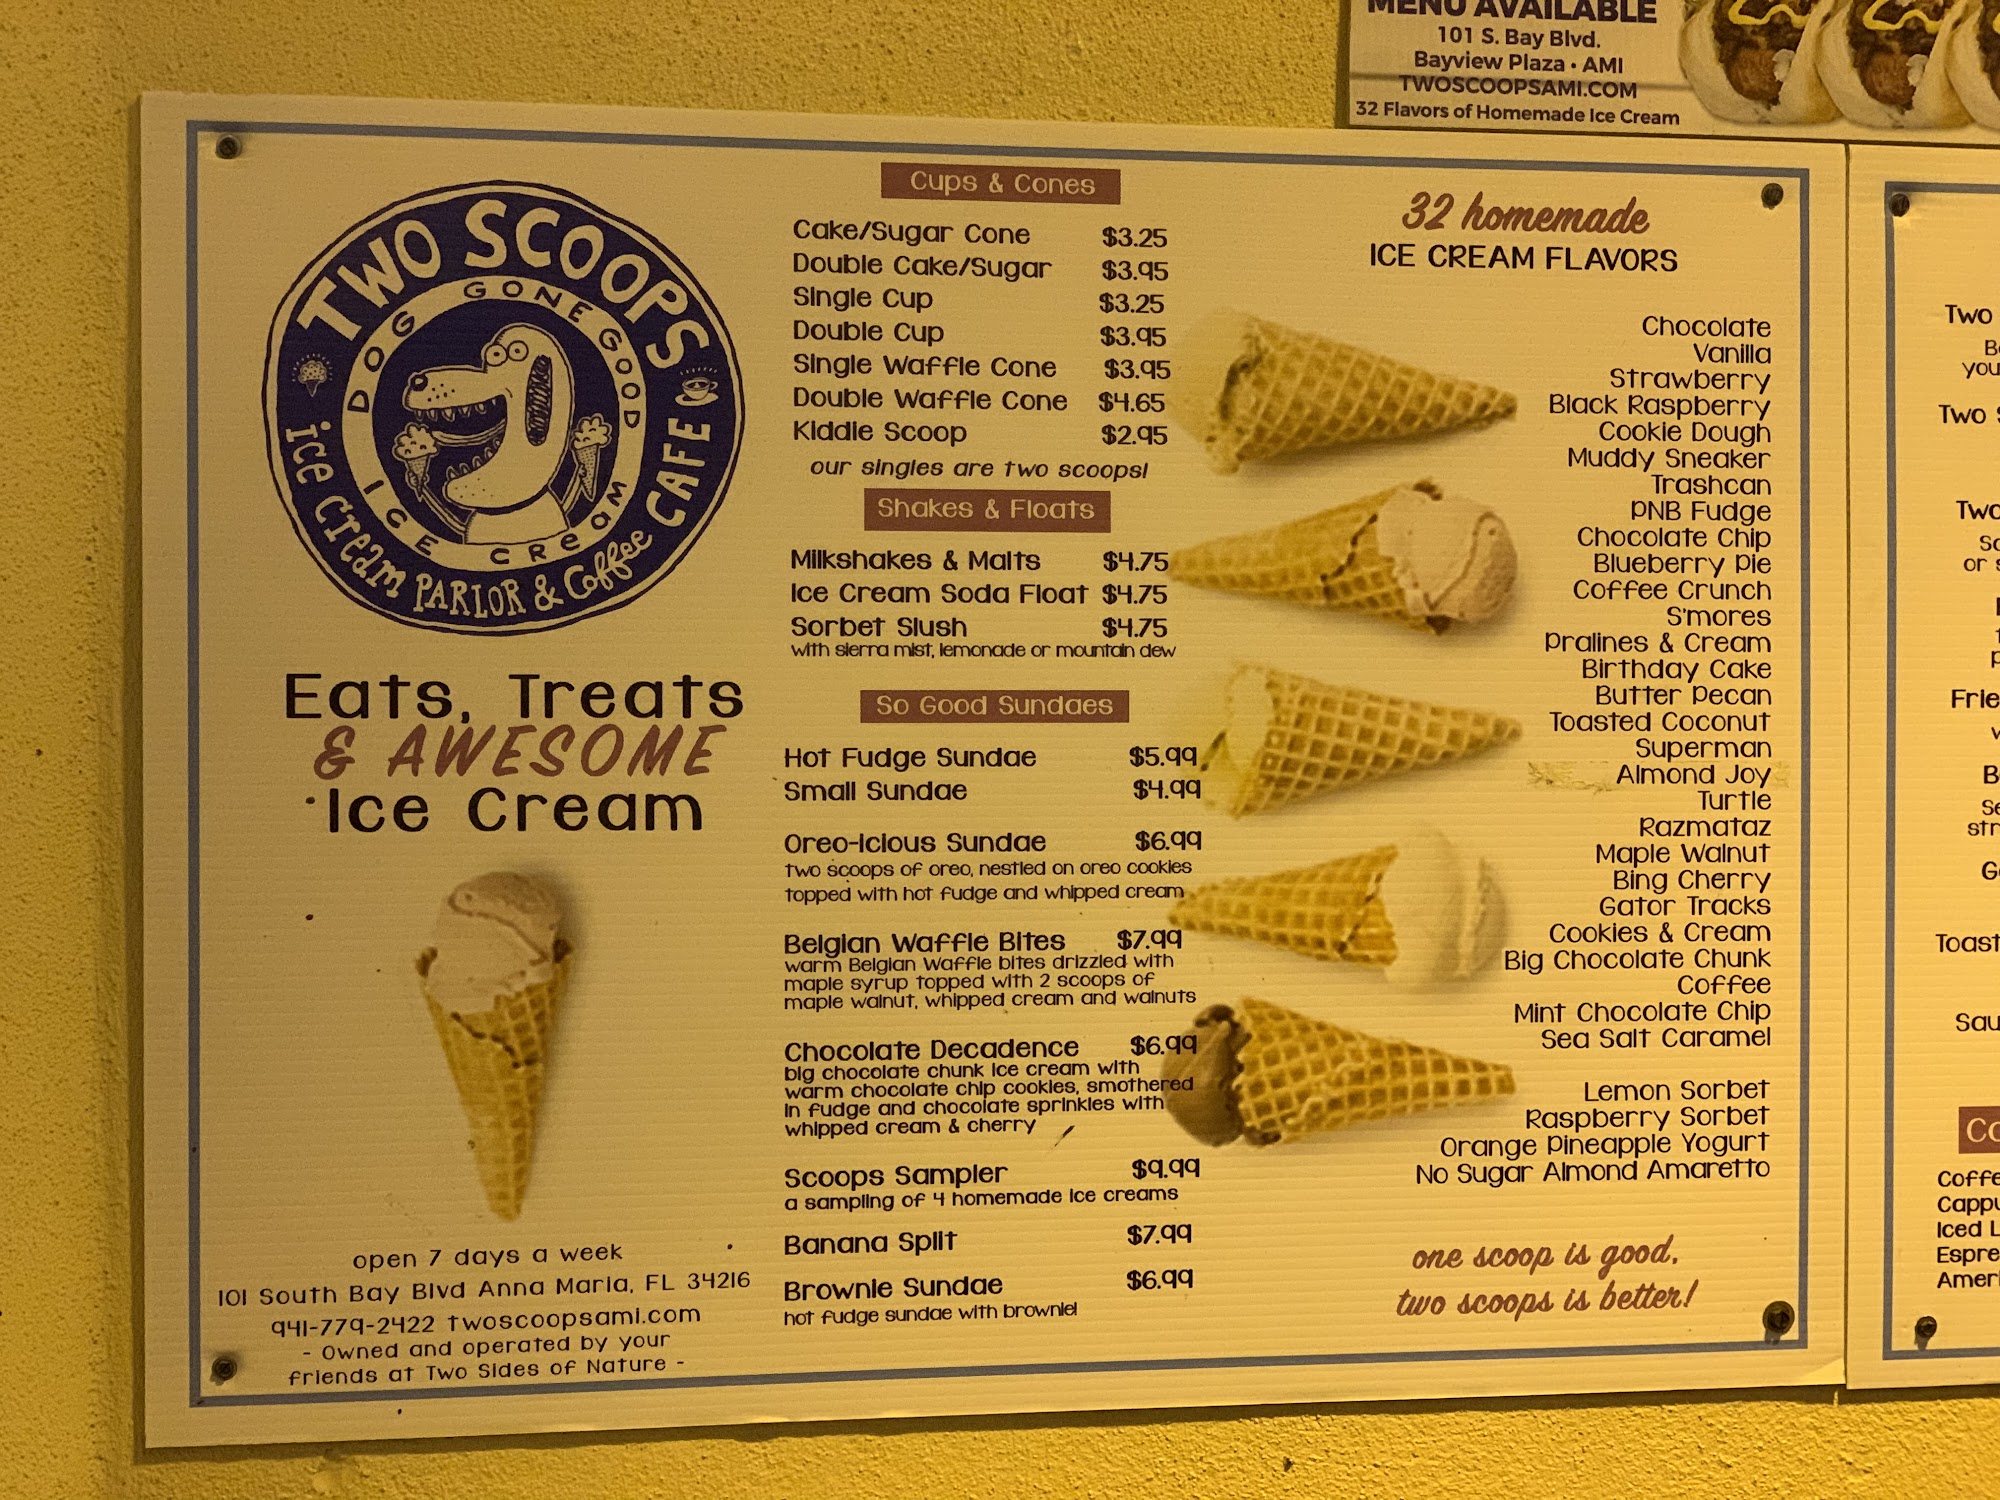 MENU AVAILABLE
101 S. Bay Blvd.
Bayview Plaza • AMI
TWOSCOOPSAMI.COM
32 Flavors of Homemade Ice Cream
TWO SCOOPS
ice cream PARLOR & Coffee CAFE
DOG GONE GOOD
ICE CReam
Eats, Treats
& AWESOME
Ice Cream
open 7 days a week
101 South Bay Blvd Anna Maria, FL 34216
941-779-2422 twoscoopsami.com
- Owned and operated by your
friends at Two Sides of Nature -
Cups & Cones
Cake/Sugar Cone $3.25
Double Cake/Sugar $3.95
Single Cup $3.25
Double Cup $3.95
Single Waffle Cone $3.95
Double Waffle Cone $4.65
Kiddie Scoop $2.95
our singles are two scoops!
Shakes & Floats
Milkshakes & Malts $4.75
Ice Cream Soda Float $4.75
Sorbet Slush $4.75
with sierra mist, lemonade or mountain dew
So Good Sundaes
Hot Fudge Sundae $5.99
Small Sundae $4.99
Oreo-icious Sundae $6.99
two scoops of oreo, nestled on oreo cookies
topped with hot fudge and whipped cream
Belgian Waffle Bites $7.99
warm Belgian Waffle bites drizzled with
maple syrup topped with 2 scoops of
maple walnut, whipped cream and walnuts
Chocolate Decadence $6.99
big chocolate chunk ice cream with
warm chocolate chip cookies, smothered
in fudge and chocolate sprinkles with
whipped cream & cherry
Scoops Sampler $9.99
a sampling of 4 homemade ice creams
Banana Split $7.99
Brownie Sundae $6.99
hot fudge sundae with brownie!
32 homemade
ICE CREAM FLAVORS
Chocolate
Vanilla
Strawberry
Black Raspberry
Cookie Dough
Muddy Sneaker
Trashcan
PNB Fudge
Chocolate Chip
Blueberry Pie
Coffee Crunch
S'mores
Pralines & Cream
Birthday Cake
Butter Pecan
Toasted Coconut
Superman
Almond Joy
Turtle
Razmataz
Maple Walnut
Bing Cherry
Gator Tracks
Cookies & Cream
Big Chocolate Chunk
Coffee
Mint Chocolate Chip
Sea Salt Caramel
Lemon Sorbet
Raspberry Sorbet
Orange Pineapple Yogurt
No Sugar Almond Amaretto
one scoop is good,
two scoops is better!
Two
Two
Two
or
Iced